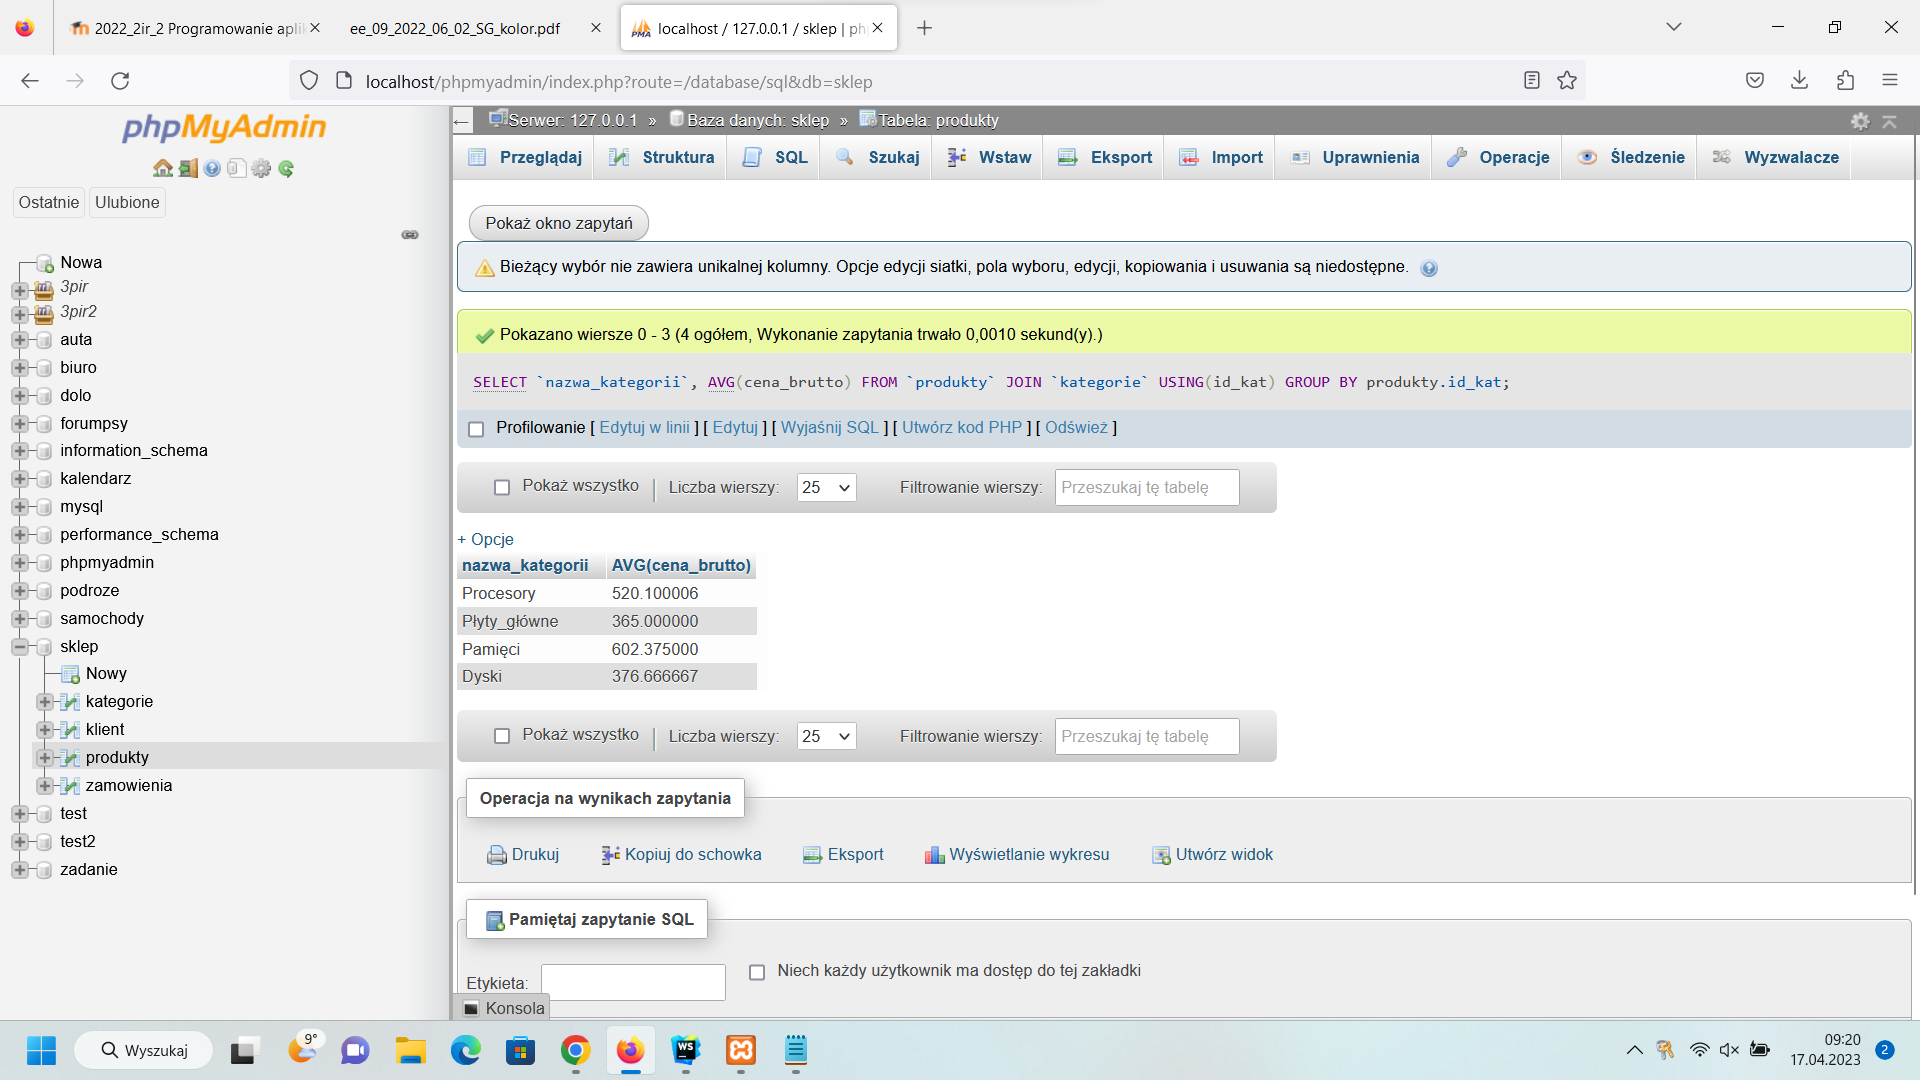 2022_2ir_2 Programowanie aplik
ee_09_2022_06_02_SG_kolor.pdf
localhost / 127.0.0.1 / sklep | ph
localhost/phpmyadmin/index.php?route=/database/sql&db=sklep
phpMyAdmin
Ostatnie
Ulubione
Nowa
3pir
3pir2
auta
biuro
dolo
forumpsy
information_schema
kalendarz
mysql
performance_schema
phpmyadmin
podroze
samochody
sklep
Nowy
kategorie
klient
produkty
zamowienia
test
test2
zadanie
Serwer: 127.0.0.1 » Baza danych: sklep » Tabela: produkty
Przeglądaj
Struktura
SQL
Szukaj
Wstaw
Eksport
Import
Uprawnienia
Operacje
Śledzenie
Wyzwalacze
Pokaż okno zapytań
Bieżący wybór nie zawiera unikalnej kolumny. Opcje edycji siatki, pola wyboru, edycji, kopiowania i usuwania są niedostępne.
Pokazano wiersze 0 - 3 (4 ogółem, Wykonanie zapytania trwało 0,0010 sekund(y).)
SELECT `nazwa_kategorii`, AVG(cena_brutto) FROM `produkty` JOIN `kategorie` USING(id_kat) GROUP BY produkty.id_kat;
Profilowanie [ Edytuj w linii ] [ Edytuj ] [ Wyjaśnij SQL ] [ Utwórz kod PHP ] [ Odśwież ]
Pokaż wszystko | Liczba wierszy: 25 Filtrowanie wierszy: Przeszukaj tę tabelę
+ Opcje
nazwa_kategorii AVG(cena_brutto)
Procesory 520.100006
Płyty_główne 365.000000
Pamięci 602.375000
Dyski 376.666667
Pokaż wszystko | Liczba wierszy: 25 Filtrowanie wierszy: Przeszukaj tę tabelę
Operacja na wynikach zapytania
Drukuj
Kopiuj do schowka
Eksport
Wyświetlanie wykresu
Utwórz widok
Pamiętaj zapytanie SQL
Etykieta:
Niech każdy użytkownik ma dostęp do tej zakładki
Konsola
Wyszukaj
9°
WS
09:20
17.04.2023
2